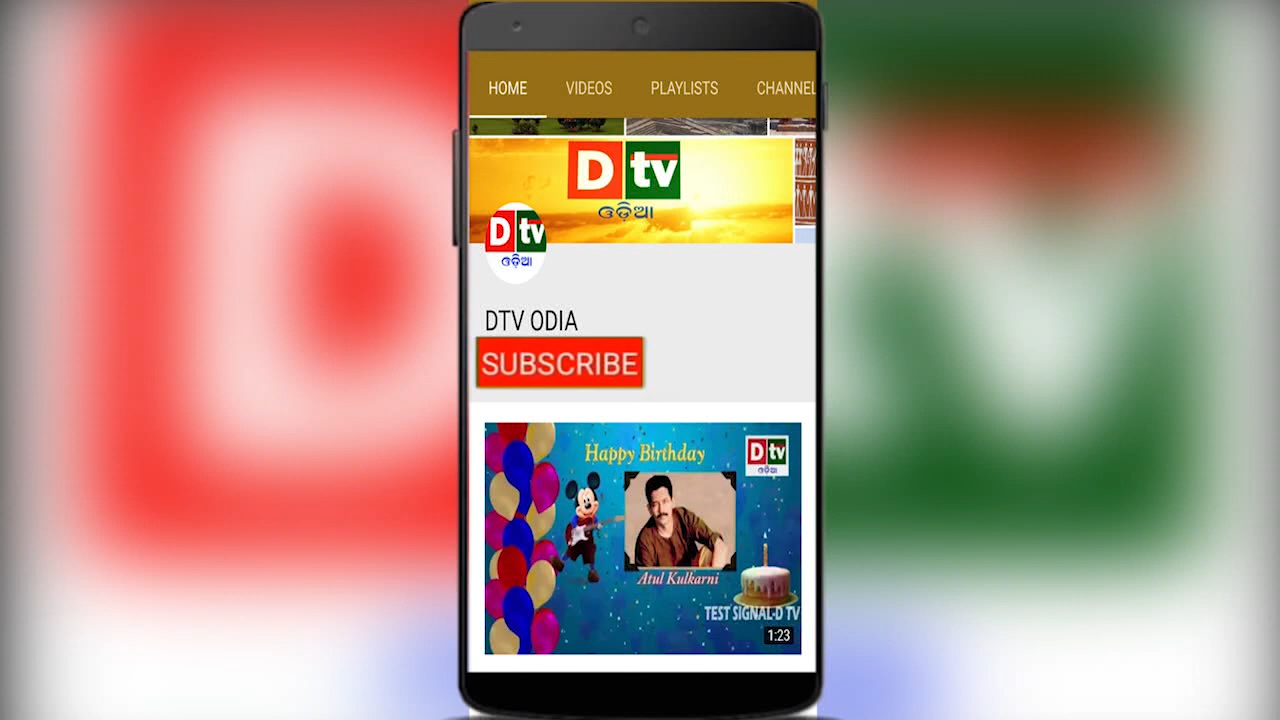 HOME VIDEOS PLAYLISTS CHANNEL
D tv
ଓଡ଼ିଆ
D tv
ଓଡ଼ିଆ
DTV ODIA
SUBSCRIBE
Happy Birthday
D tv
ଓଡ଼ିଆ
Atul Kulkarni
TEST SIGNAL-D TV
1:23